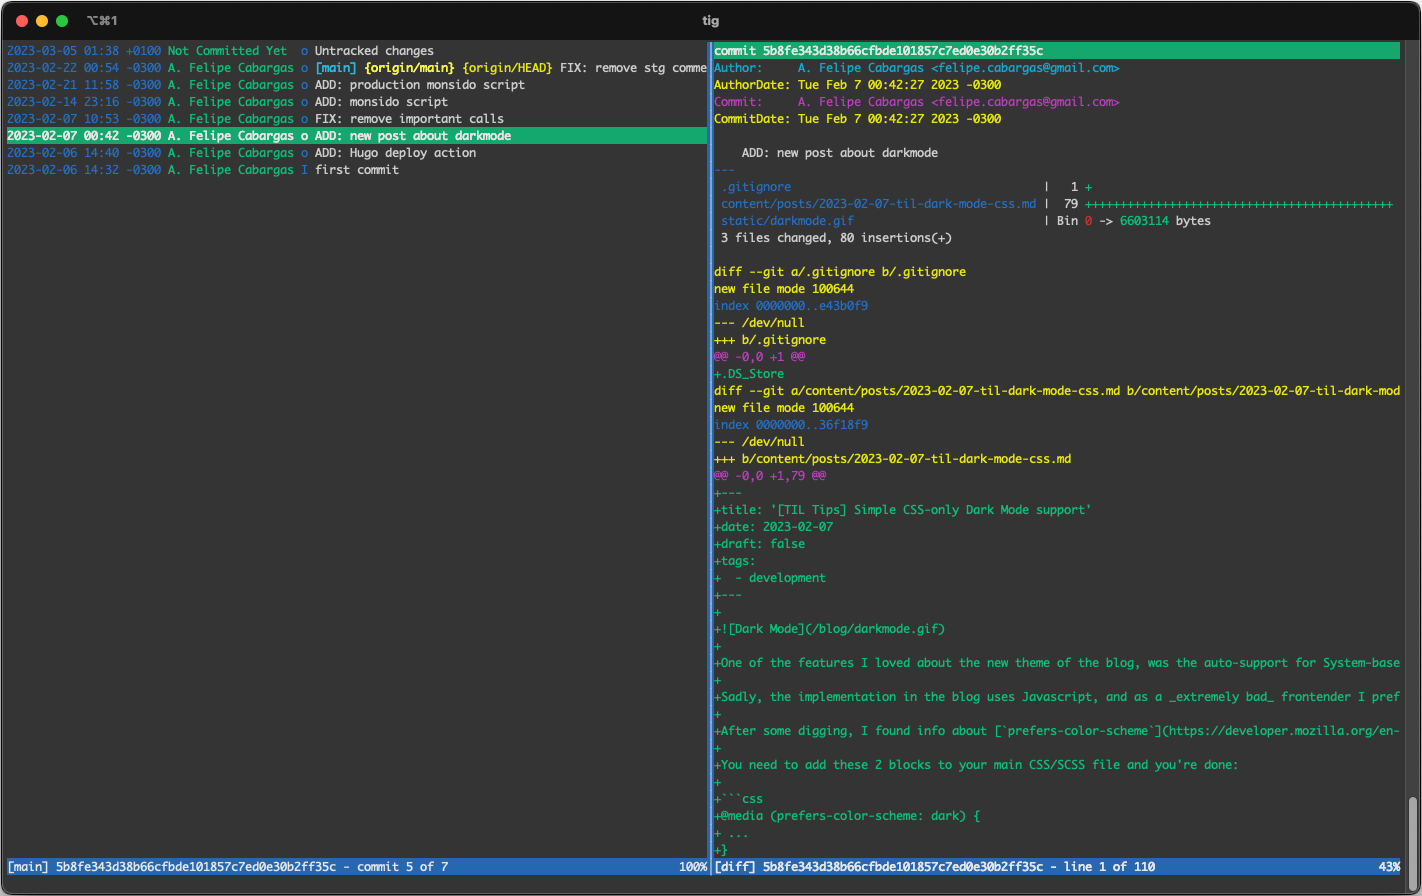 ⌥⌘1
tig
2023-03-05 01:38 +0100 Not Committed Yet o Untracked changes
2023-02-22 00:54 -0300 A. Felipe Cabargas o [main] {origin/main} {origin/HEAD} FIX: remove stg comme
2023-02-21 11:58 -0300 A. Felipe Cabargas o ADD: production monsido script
2023-02-14 23:16 -0300 A. Felipe Cabargas o ADD: monsido script
2023-02-07 10:53 -0300 A. Felipe Cabargas o FIX: remove important calls
2023-02-07 00:42 -0300 A. Felipe Cabargas o ADD: new post about darkmode
2023-02-06 14:40 -0300 A. Felipe Cabargas o ADD: Hugo deploy action
2023-02-06 14:32 -0300 A. Felipe Cabargas I first commit
[main] 5b8fe343d38b66cfbde101857c7ed0e30b2ff35c - commit 5 of 7 100%
commit 5b8fe343d38b66cfbde101857c7ed0e30b2ff35c
Author: A. Felipe Cabargas <felipe.cabargas@gmail.com>
AuthorDate: Tue Feb 7 00:42:27 2023 -0300
Commit: A. Felipe Cabargas <felipe.cabargas@gmail.com>
CommitDate: Tue Feb 7 00:42:27 2023 -0300
ADD: new post about darkmode
---
.gitignore | 1 +
content/posts/2023-02-07-til-dark-mode-css.md | 79 ++++++++++++++++++++++++++++++++++++++++++++
static/darkmode.gif | Bin 0 -> 6603114 bytes
3 files changed, 80 insertions(+)
diff --git a/.gitignore b/.gitignore
new file mode 100644
index 0000000..e43b0f9
--- /dev/null
+++ b/.gitignore
@@ -0,0 +1 @@
+.DS_Store
diff --git a/content/posts/2023-02-07-til-dark-mode-css.md b/content/posts/2023-02-07-til-dark-mod
new file mode 100644
index 0000000..36f18f9
--- /dev/null
+++ b/content/posts/2023-02-07-til-dark-mode-css.md
@@ -0,0 +1,79 @@
+---
+title: '[TIL Tips] Simple CSS-only Dark Mode support'
+date: 2023-02-07
+draft: false
+tags:
+  - development
+---
+
+![Dark Mode](/blog/darkmode.gif)
+
+One of the features I loved about the new theme of the blog, was the auto-support for System-base
+
+Sadly, the implementation in the blog uses Javascript, and as a _extremely bad_ frontender I pref
+
+After some digging, I found info about [`prefers-color-scheme`](https://developer.mozilla.org/en-
+
+You need to add these 2 blocks to your main CSS/SCSS file and you're done:
+
+```css
+@media (prefers-color-scheme: dark) {
+ ...
+}
[diff] 5b8fe343d38b66cfbde101857c7ed0e30b2ff35c - line 1 of 110 43%